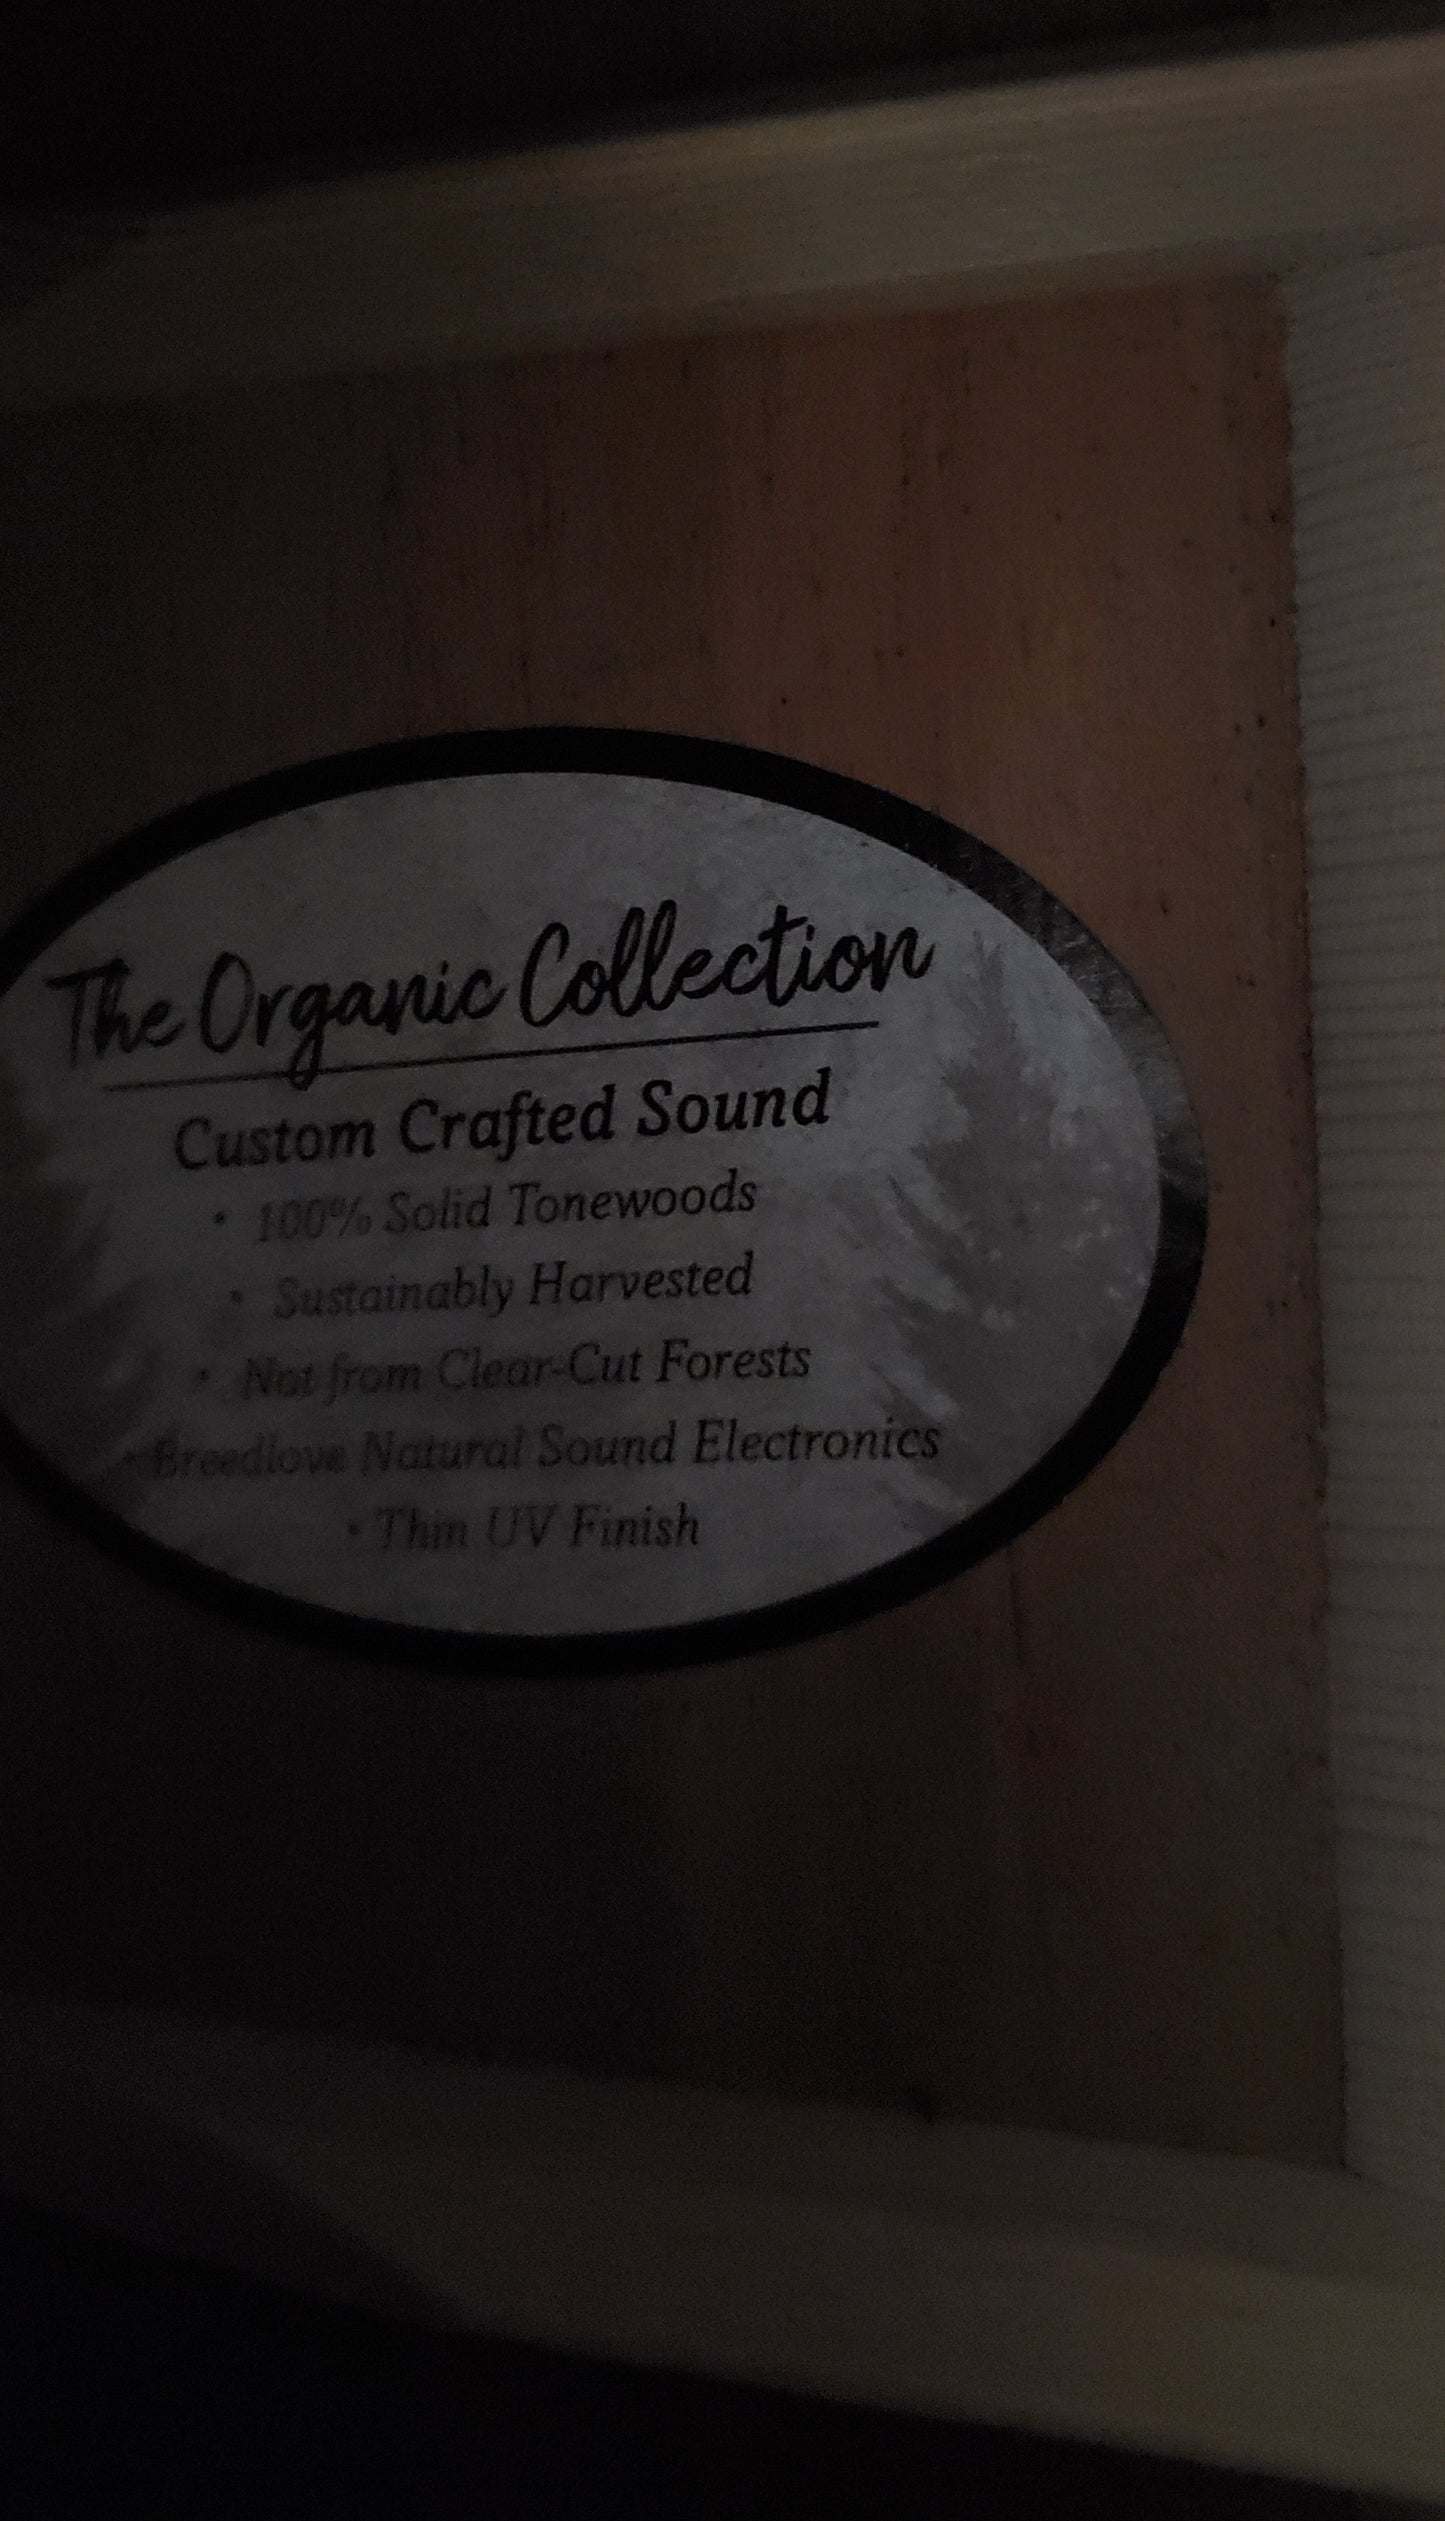 The Organic Collection
Custom Crafted Sound
• 100% Solid Tonewoods
• Sustainably Harvested
• Not from Clear-Cut Forests
• Breedlove Natural Sound Electronics
• Thin UV Finish